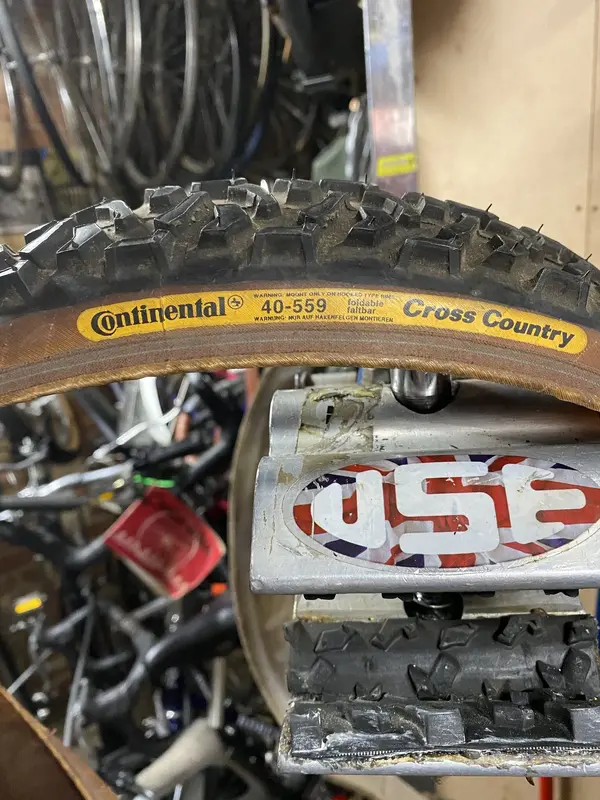 Continental
WARNING: MOUNT ONLY ON HOOKED TYPE RIMS
40-559
foldable
faltbar
WARNUNG: NUR AUF HAKENFELGEN MONTIEREN
Cross Country
USE